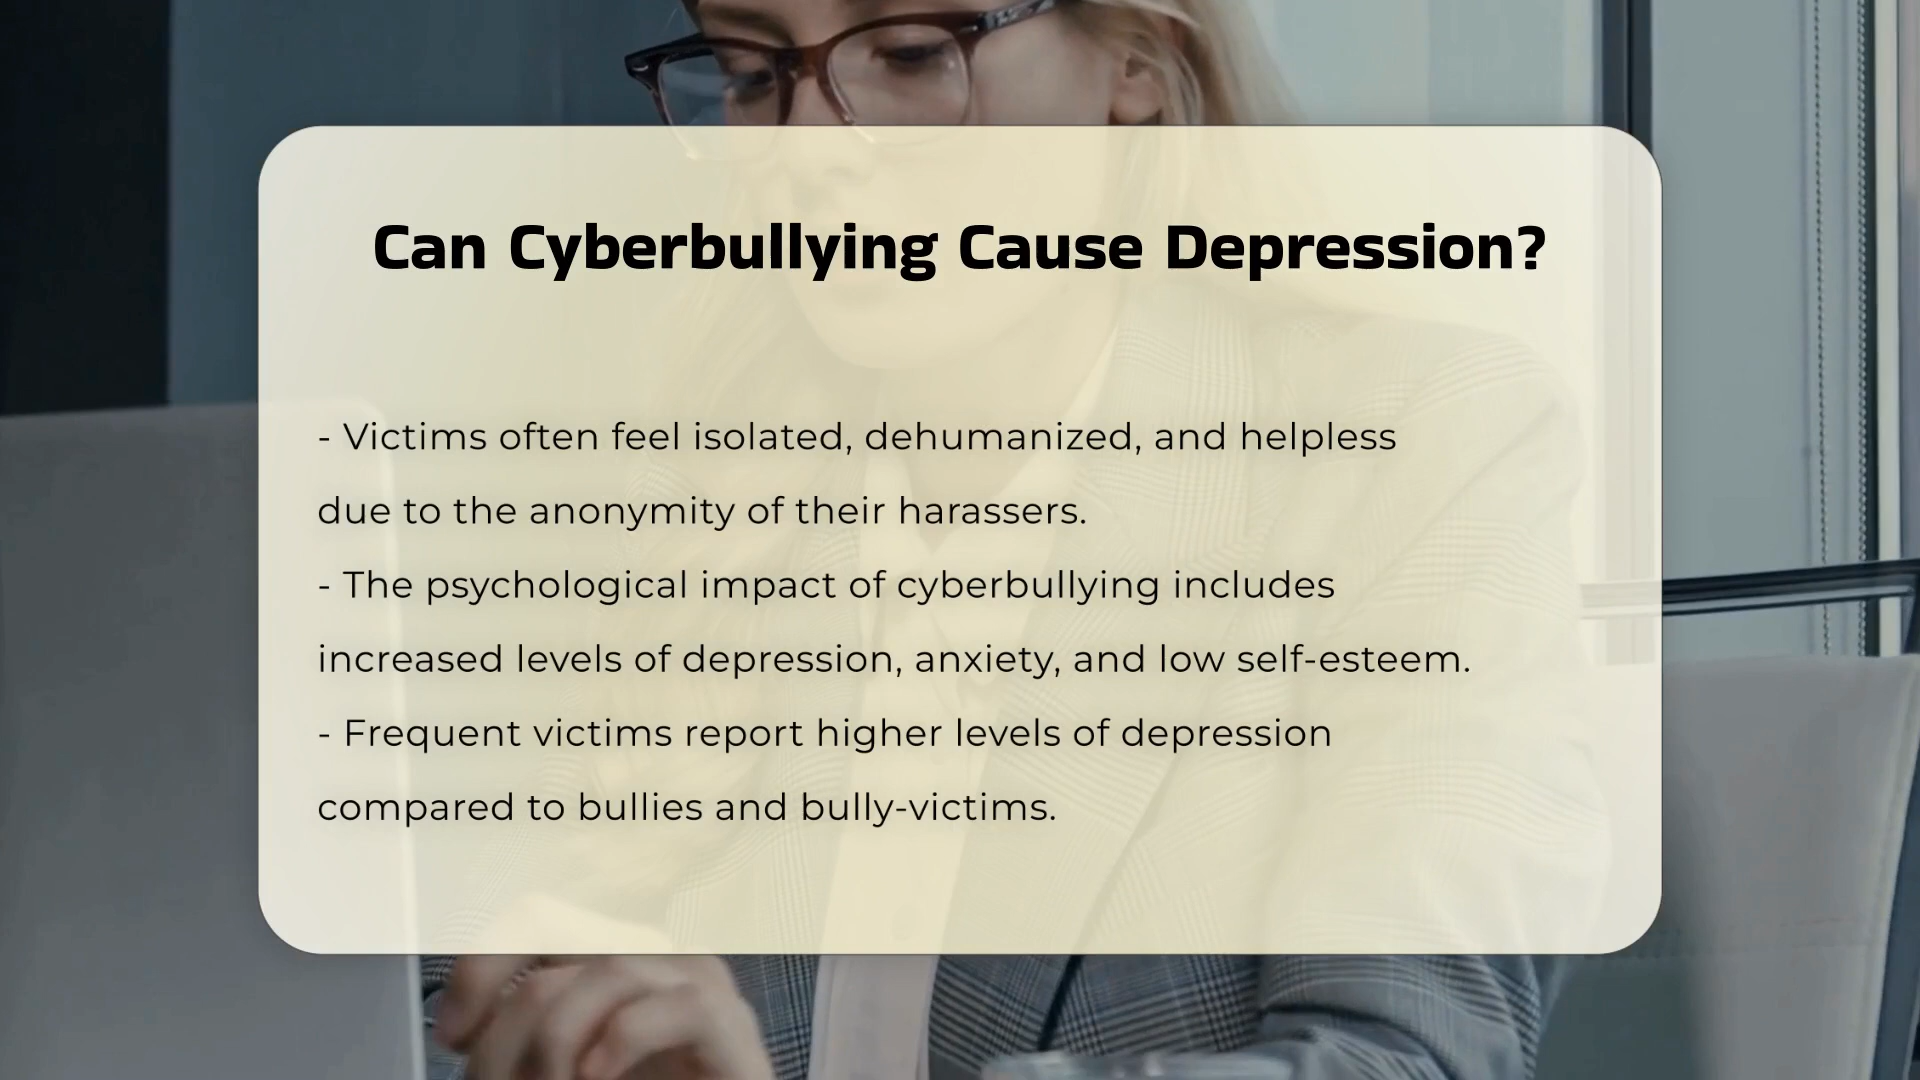 Can Cyberbullying Cause Depression?
- Victims often feel isolated, dehumanized, and helpless
due to the anonymity of their harassers.
- The psychological impact of cyberbullying includes
increased levels of depression, anxiety, and low self-esteem.
- Frequent victims report higher levels of depression
compared to bullies and bully-victims.